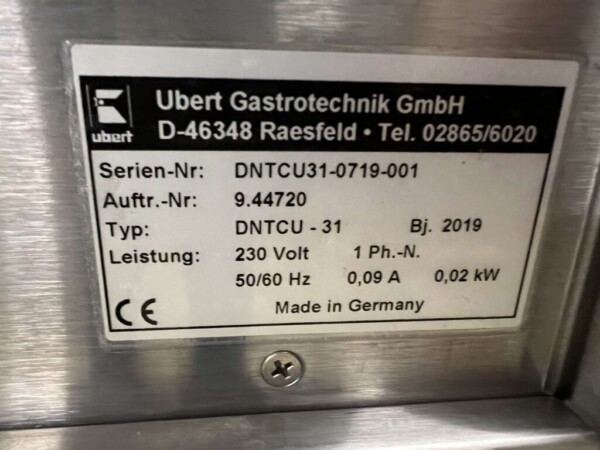 Ubert Gastrotechnik GmbH
ubert
D-46348 Raesfeld • Tel. 02865/6020
Serien-Nr: DNTCU31-0719-001
Auftr.-Nr: 9.44720
Typ: DNTCU - 31 Bj. 2019
Leistung: 230 Volt 1 Ph.-N.
50/60 Hz 0,09 A 0,02 kW
CE Made in Germany